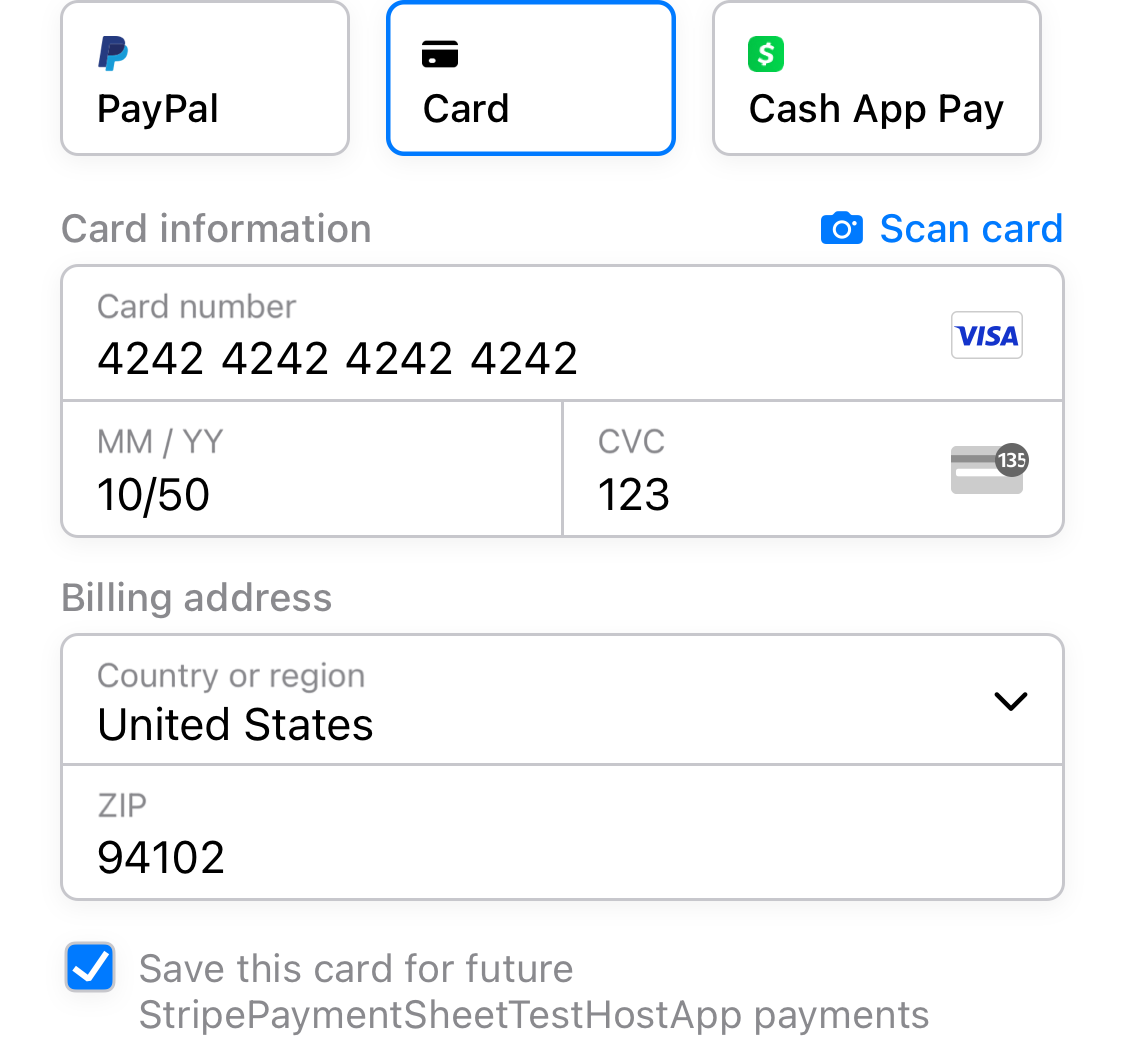 PayPal
Card
$
Cash App Pay
Card information
Scan card
Card number
4242 4242 4242 4242
VISA
MM / YY
10/50
CVC
123
135
Billing address
Country or region
United States
ZIP
94102
Save this card for future
StripePaymentSheetTestHostApp payments